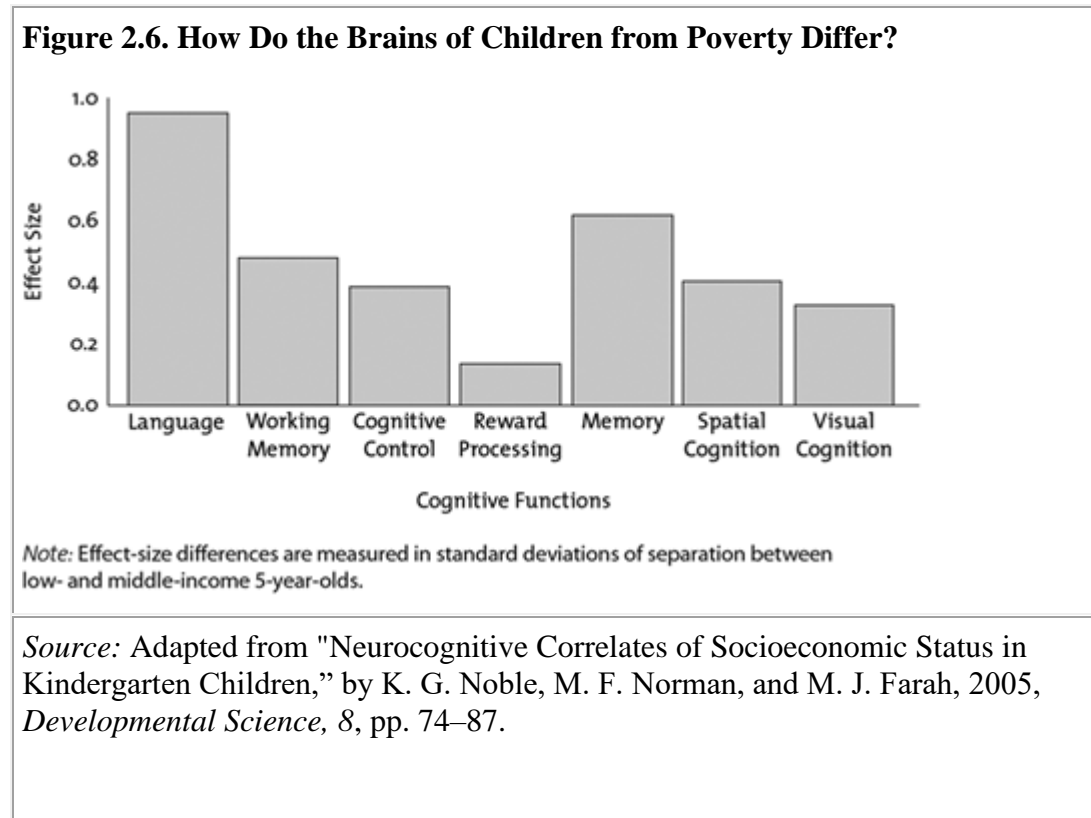 Figure 2.6. How Do the Brains of Children from Poverty Differ?
1.0
0.8
0.6
0.4
0.2
0.0
Effect Size
Language Working Cognitive Reward Memory Spatial Visual
Memory Control Processing Cognition Cognition
Cognitive Functions
Note: Effect-size differences are measured in standard deviations of separation between
low- and middle-income 5-year-olds.
Source: Adapted from "Neurocognitive Correlates of Socioeconomic Status in
Kindergarten Children,” by K. G. Noble, M. F. Norman, and M. J. Farah, 2005,
Developmental Science, 8, pp. 74–87.